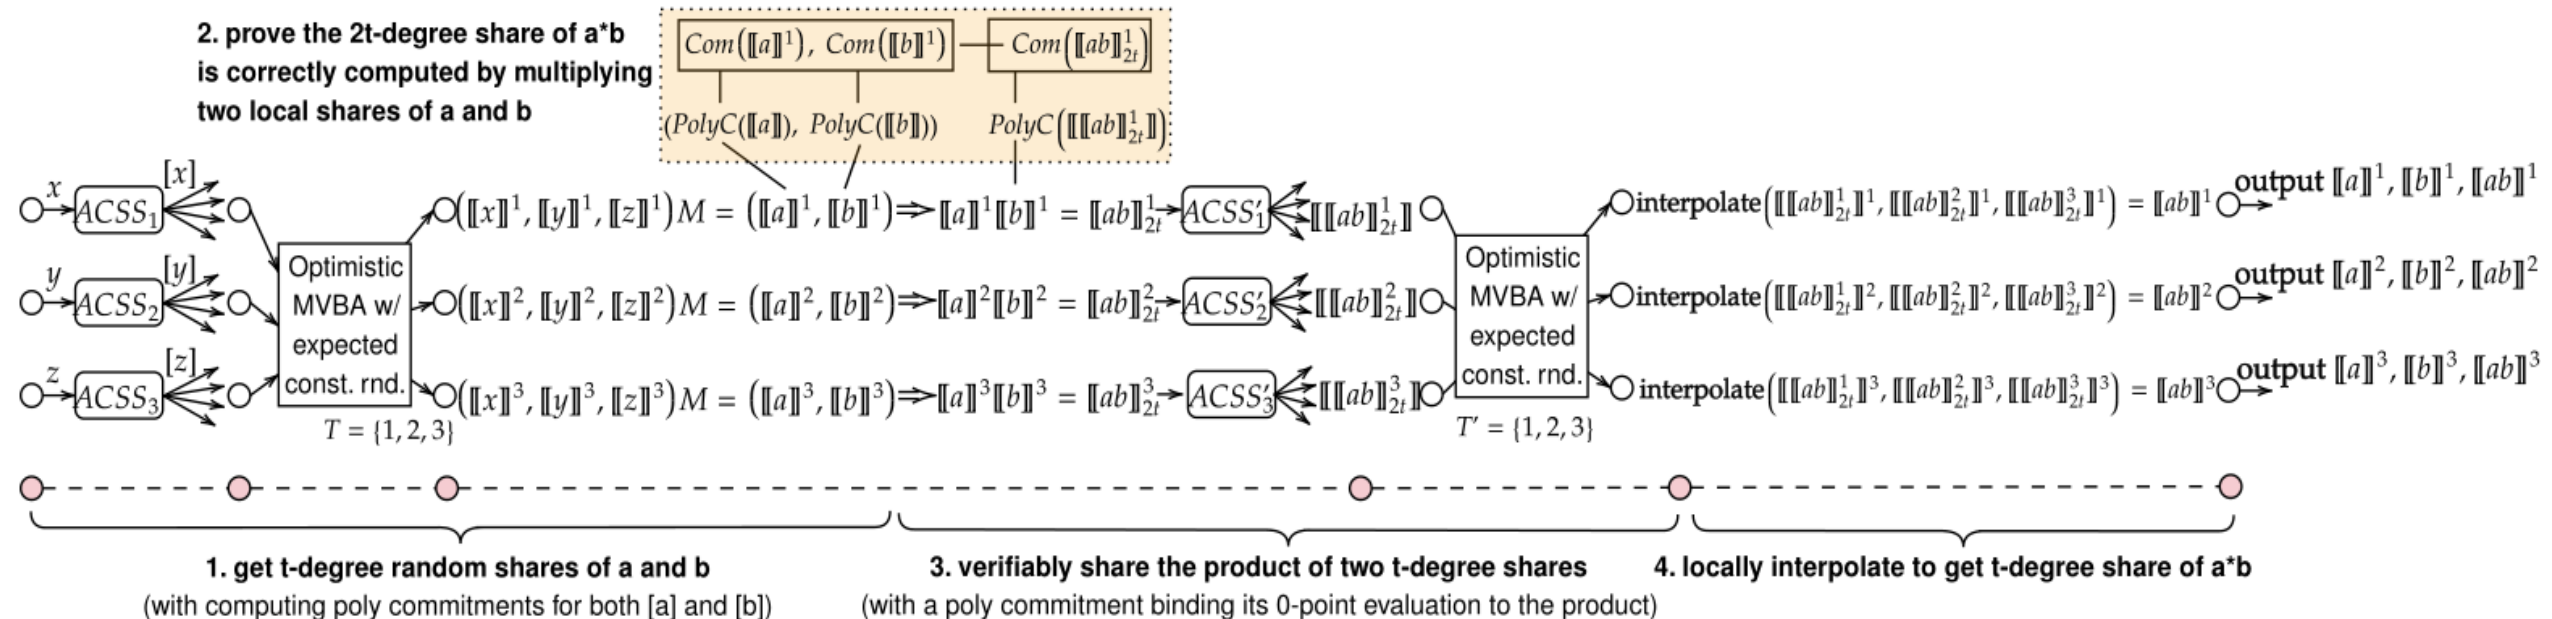 2. prove the 2t-degree share of a*b
is correctly computed by multiplying
two local shares of a and b
Com(⟦a⟧¹), Com(⟦b⟧¹) Com(⟦ab⟧¹₂ₜ)
(PolyC(⟦a⟧), PolyC(⟦b⟧)) PolyC(⟦⟦ab⟧¹₂ₜ⟧)
x ACSS₁ [x] (⟦x⟧¹, ⟦y⟧¹, ⟦z⟧¹)M = (⟦a⟧¹, ⟦b⟧¹)⇒⟦a⟧¹⟦b⟧¹ = ⟦ab⟧¹₂ₜ→ACSS′₁ ⟦⟦ab⟧¹₂ₜ⟧ interpolate(⟦⟦ab⟧¹₂ₜ⟧¹, ⟦⟦ab⟧²₂ₜ⟧¹, ⟦⟦ab⟧³₂ₜ⟧¹) = ⟦ab⟧¹ output ⟦a⟧¹, ⟦b⟧¹, ⟦ab⟧¹
y ACSS₂ [y] (⟦x⟧², ⟦y⟧², ⟦z⟧²)M = (⟦a⟧², ⟦b⟧²)⇒⟦a⟧²⟦b⟧² = ⟦ab⟧²₂ₜ→ACSS′₂ ⟦⟦ab⟧²₂ₜ⟧ interpolate(⟦⟦ab⟧¹₂ₜ⟧², ⟦⟦ab⟧²₂ₜ⟧², ⟦⟦ab⟧³₂ₜ⟧²) = ⟦ab⟧² output ⟦a⟧², ⟦b⟧², ⟦ab⟧²
z ACSS₃ [z] (⟦x⟧³, ⟦y⟧³, ⟦z⟧³)M = (⟦a⟧³, ⟦b⟧³)⇒⟦a⟧³⟦b⟧³ = ⟦ab⟧³₂ₜ→ACSS′₃ ⟦⟦ab⟧³₂ₜ⟧ interpolate(⟦⟦ab⟧¹₂ₜ⟧³, ⟦⟦ab⟧²₂ₜ⟧³, ⟦⟦ab⟧³₂ₜ⟧³) = ⟦ab⟧³ output ⟦a⟧³, ⟦b⟧³, ⟦ab⟧³
Optimistic
MVBA w/
expected
const. rnd.
T = {1, 2, 3}
Optimistic
MVBA w/
expected
const. rnd.
T′ = {1, 2, 3}
1. get t-degree random shares of a and b
(with computing poly commitments for both [a] and [b])
3. verifiably share the product of two t-degree shares
(with a poly commitment binding its 0-point evaluation to the product)
4. locally interpolate to get t-degree share of a*b